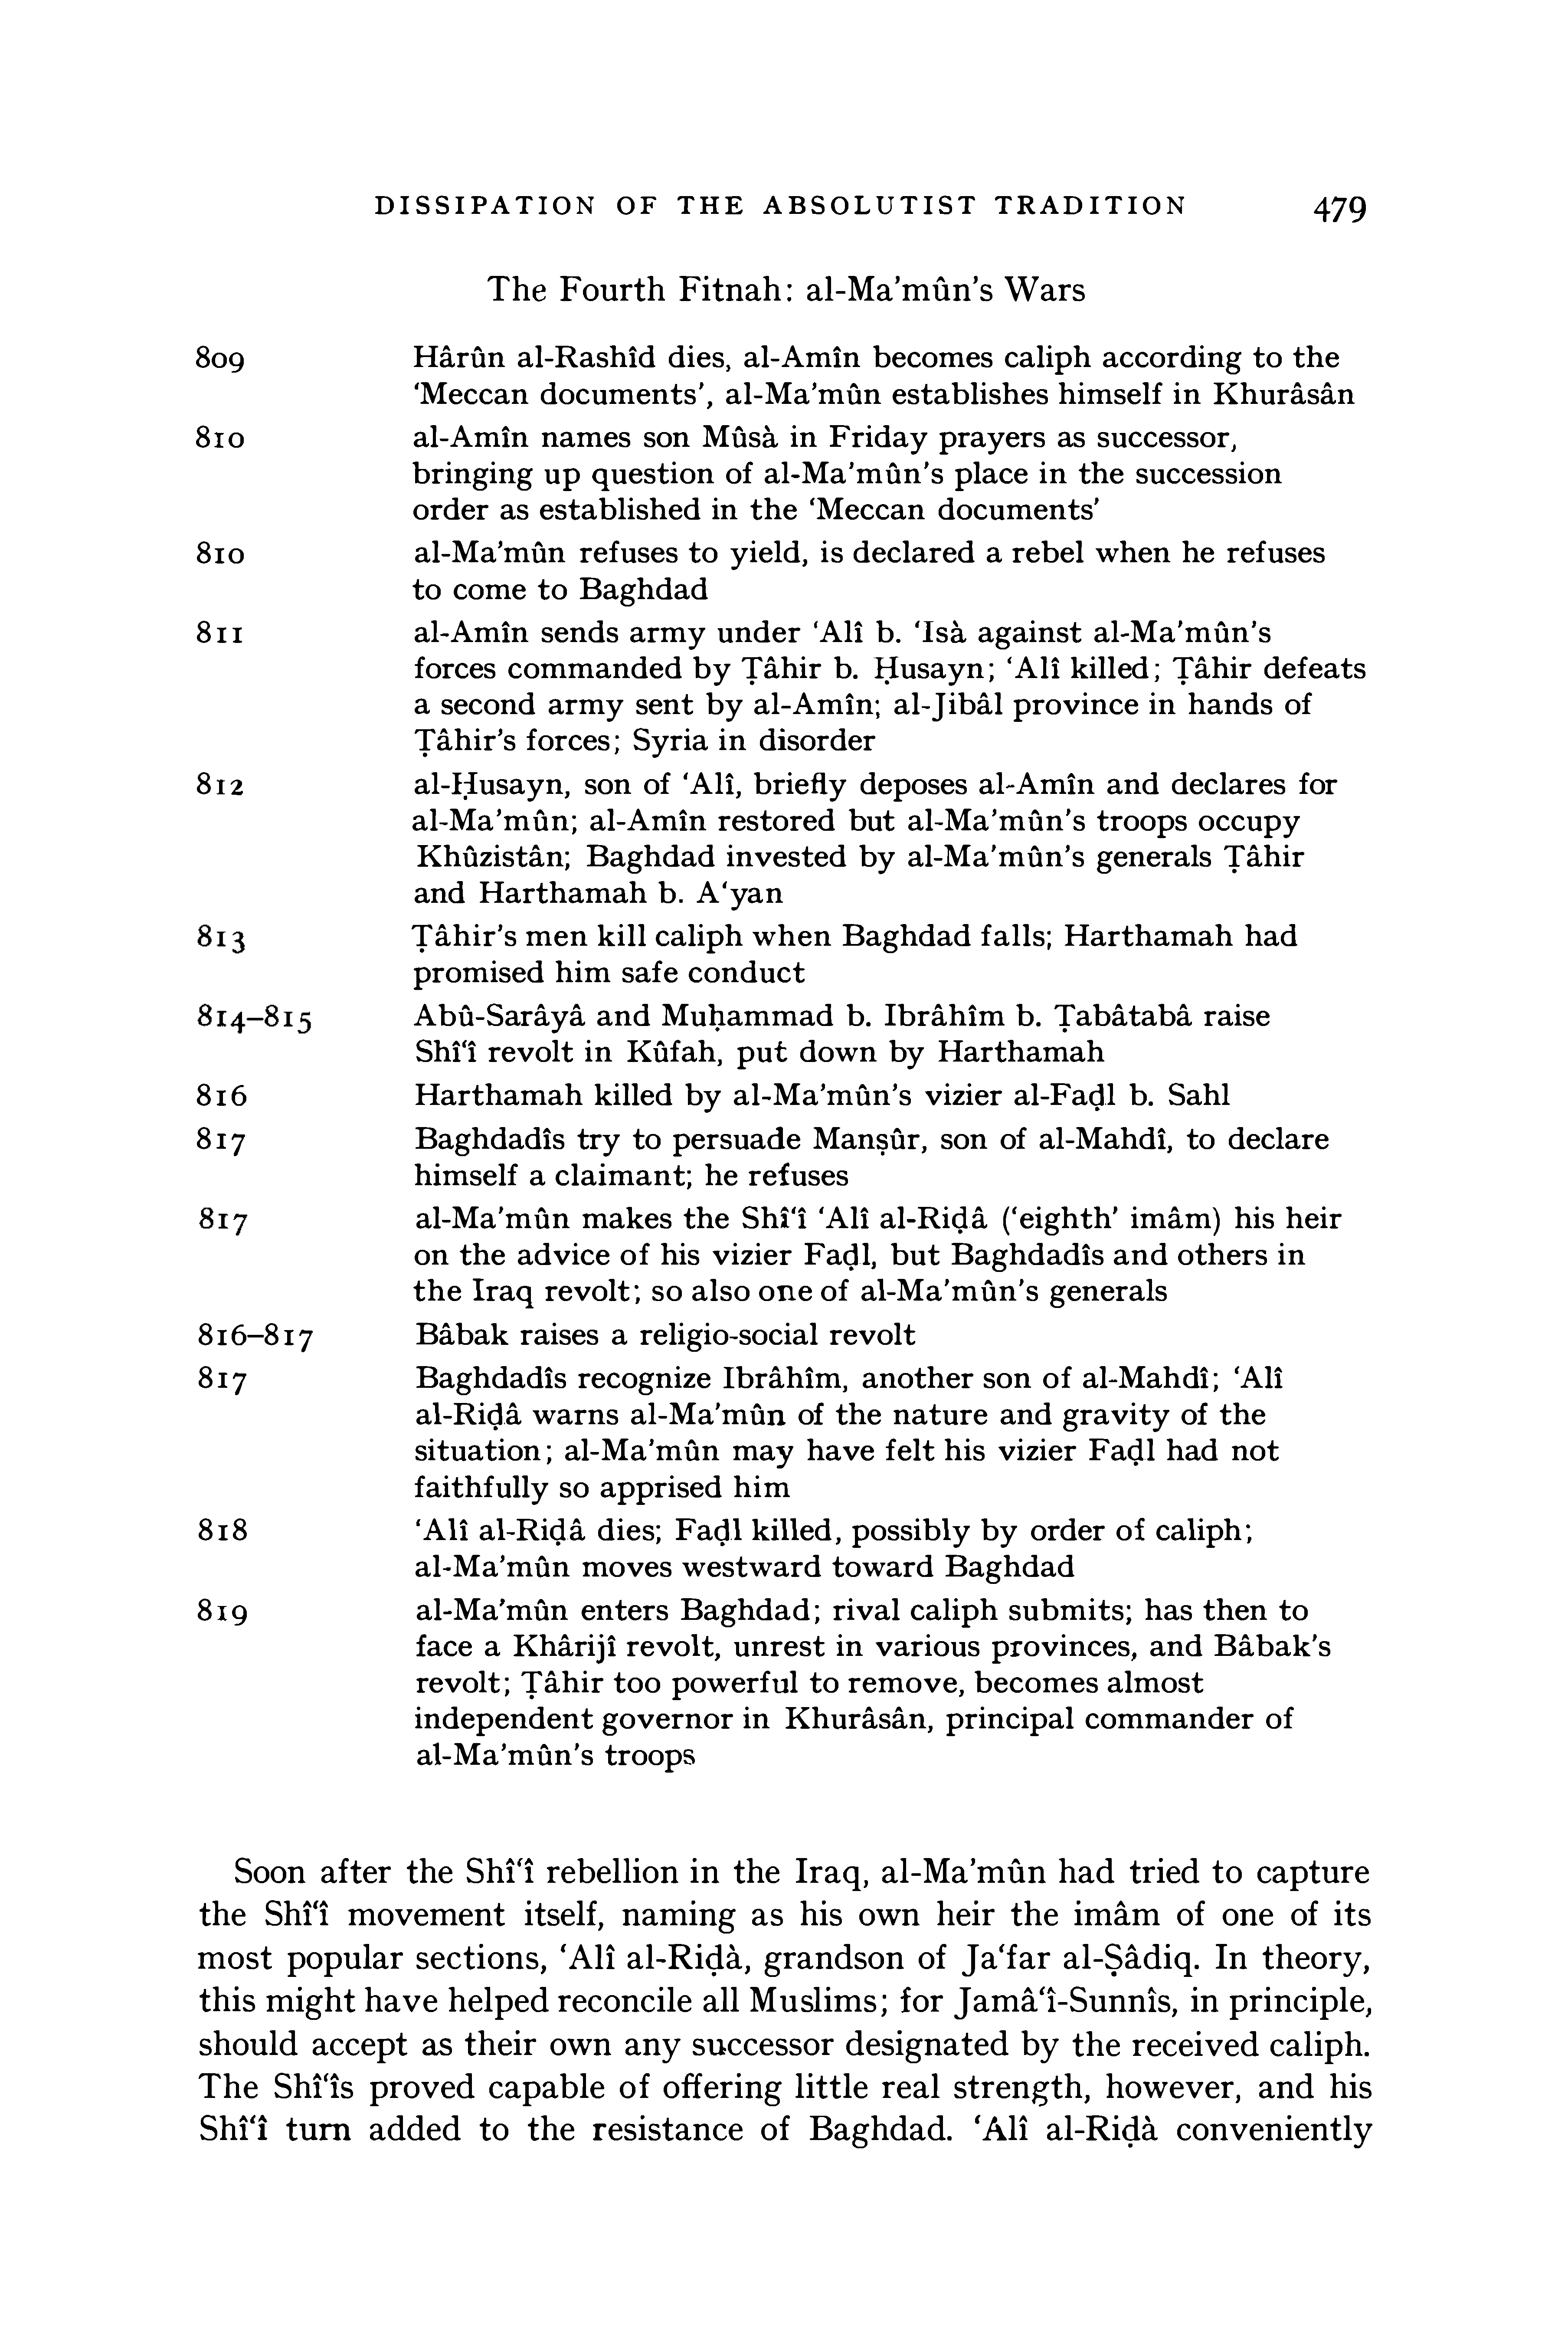 DISSIPATION OF THE ABSOLUTIST TRADITION 479
The Fourth Fitnah: al-Ma’mûn’s Wars
809 Hârûn al-Rashîd dies, al-Amîn becomes caliph according to the
‘Meccan documents’, al-Ma’mûn establishes himself in Khurâsân
810 al-Amîn names son Mûsà in Friday prayers as successor,
bringing up question of al-Ma’mûn’s place in the succession
order as established in the ‘Meccan documents’
810 al-Ma’mûn refuses to yield, is declared a rebel when he refuses
to come to Baghdad
811 al-Amîn sends army under ‘Alî b. ‘Isà against al-Ma’mûn’s
forces commanded by Ṭâhir b. Ḥusayn; ‘Alî killed; Ṭâhir defeats
a second army sent by al-Amîn; al-Jibâl province in hands of
Ṭâhir’s forces; Syria in disorder
812 al-Ḥusayn, son of ‘Alî, briefly deposes al-Amîn and declares for
al-Ma’mûn; al-Amîn restored but al-Ma’mûn’s troops occupy
Khûzistân; Baghdad invested by al-Ma’mûn’s generals Ṭâhir
and Harthamah b. A‘yan
813 Ṭâhir’s men kill caliph when Baghdad falls; Harthamah had
promised him safe conduct
814–815 Abû-Sarâyâ and Muḥammad b. Ibrâhîm b. Ṭabâtabâ raise
Shî‘î revolt in Kûfah, put down by Harthamah
816 Harthamah killed by al-Ma’mûn’s vizier al-Faḍl b. Sahl
817 Baghdadîs try to persuade Manṣûr, son of al-Mahdî, to declare
himself a claimant; he refuses
817 al-Ma’mûn makes the Shî‘î ‘Alî al-Riḍâ (‘eighth’ imâm) his heir
on the advice of his vizier Faḍl, but Baghdadîs and others in
the Iraq revolt; so also one of al-Ma’mûn’s generals
816–817 Bâbak raises a religio-social revolt
817 Baghdadîs recognize Ibrâhîm, another son of al-Mahdî; ‘Alî
al-Riḍâ warns al-Ma’mûn of the nature and gravity of the
situation; al-Ma’mûn may have felt his vizier Faḍl had not
faithfully so apprised him
818 ‘Alî al-Riḍâ dies; Faḍl killed, possibly by order of caliph;
al-Ma’mûn moves westward toward Baghdad
819 al-Ma’mûn enters Baghdad; rival caliph submits; has then to
face a Khârijî revolt, unrest in various provinces, and Bâbak’s
revolt; Ṭâhir too powerful to remove, becomes almost
independent governor in Khurâsân, principal commander of
al-Ma’mûn’s troops
Soon after the Shî‘î rebellion in the Iraq, al-Ma’mûn had tried to capture
the Shî‘î movement itself, naming as his own heir the imâm of one of its
most popular sections, ‘Alî al-Riḍà, grandson of Ja‘far al-Ṣâdiq. In theory,
this might have helped reconcile all Muslims; for Jamâ‘î-Sunnîs, in principle,
should accept as their own any successor designated by the received caliph.
The Shî‘îs proved capable of offering little real strength, however, and his
Shî‘î turn added to the resistance of Baghdad. ‘Alî al-Riḍà conveniently